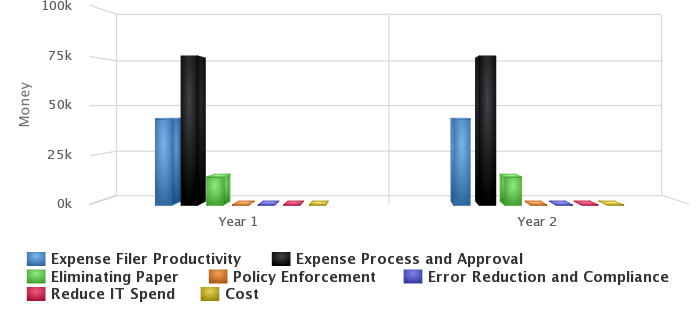 100k
75k
50k
25k
0k
Money
Year 1 Year 2
Expense Filer Productivity Expense Process and Approval
Eliminating Paper Policy Enforcement Error Reduction and Compliance
Reduce IT Spend Cost